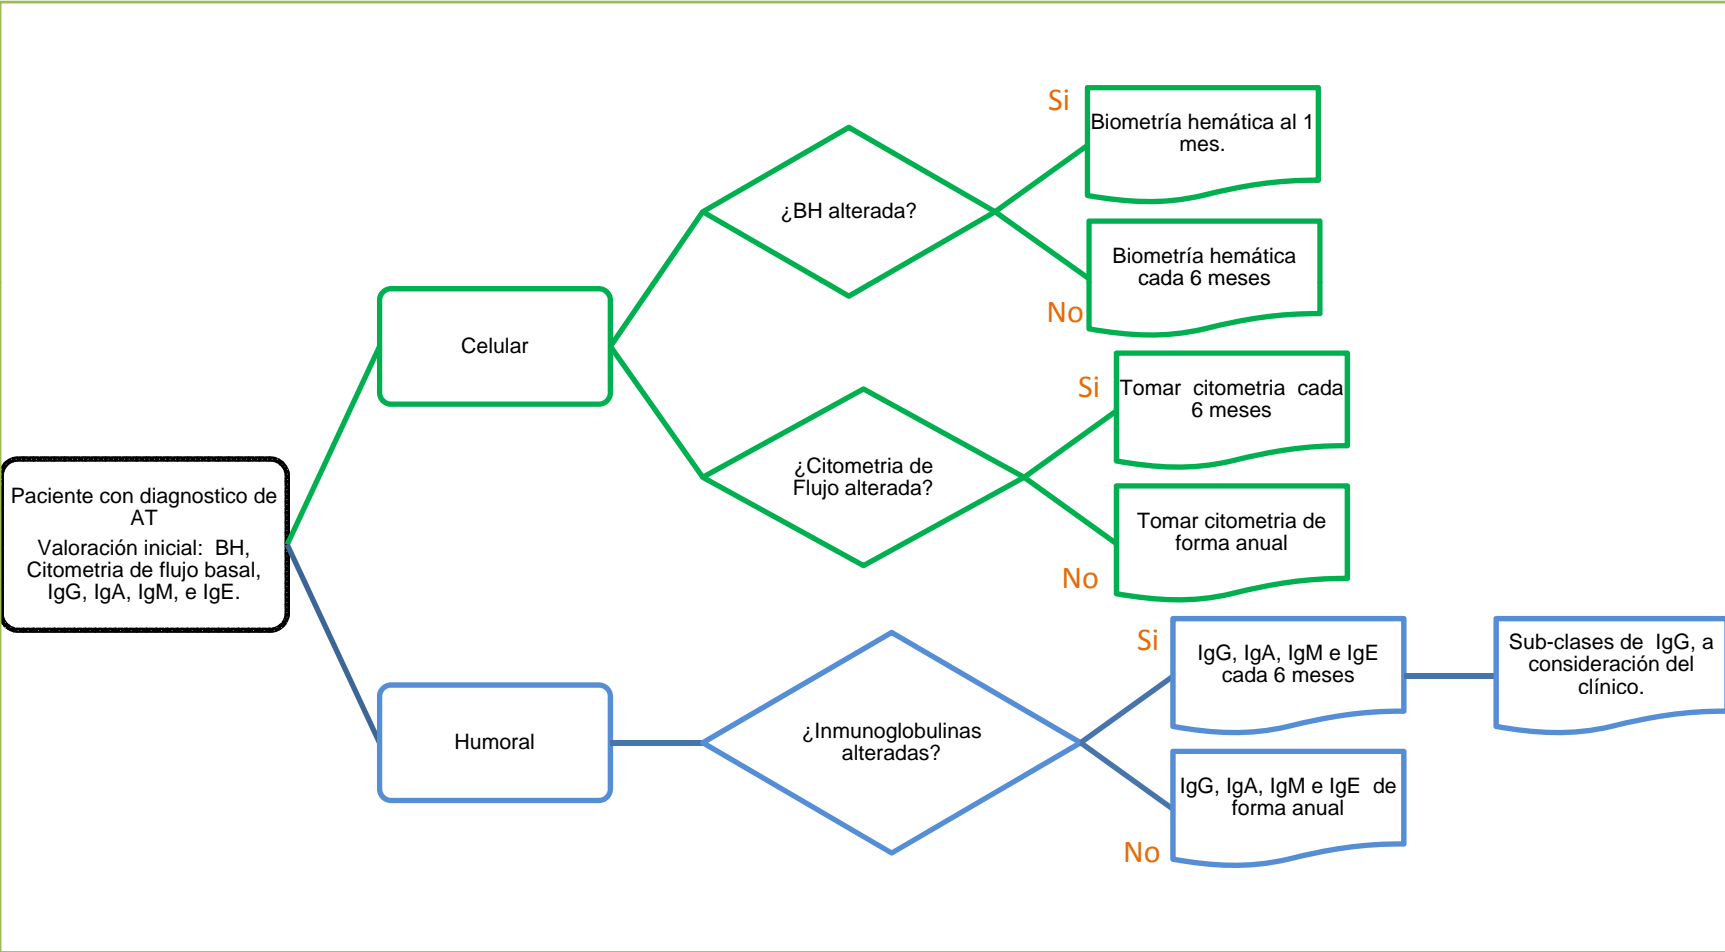 Paciente con diagnostico de
AT
Valoración inicial: BH,
Citometria de flujo basal,
IgG, IgA, IgM, e IgE.
Celular
¿BH alterada?
Si
Biometría hemática al 1
mes.
Biometría hemática
cada 6 meses
No
¿Citometria de
Flujo alterada?
Si
Tomar citometria cada
6 meses
Tomar citometria de
forma anual
No
Humoral
¿Inmunoglobulinas
alteradas?
Si
IgG, IgA, IgM e IgE
cada 6 meses
Sub-clases de IgG, a
consideración del
clínico.
IgG, IgA, IgM e IgE de
forma anual
No